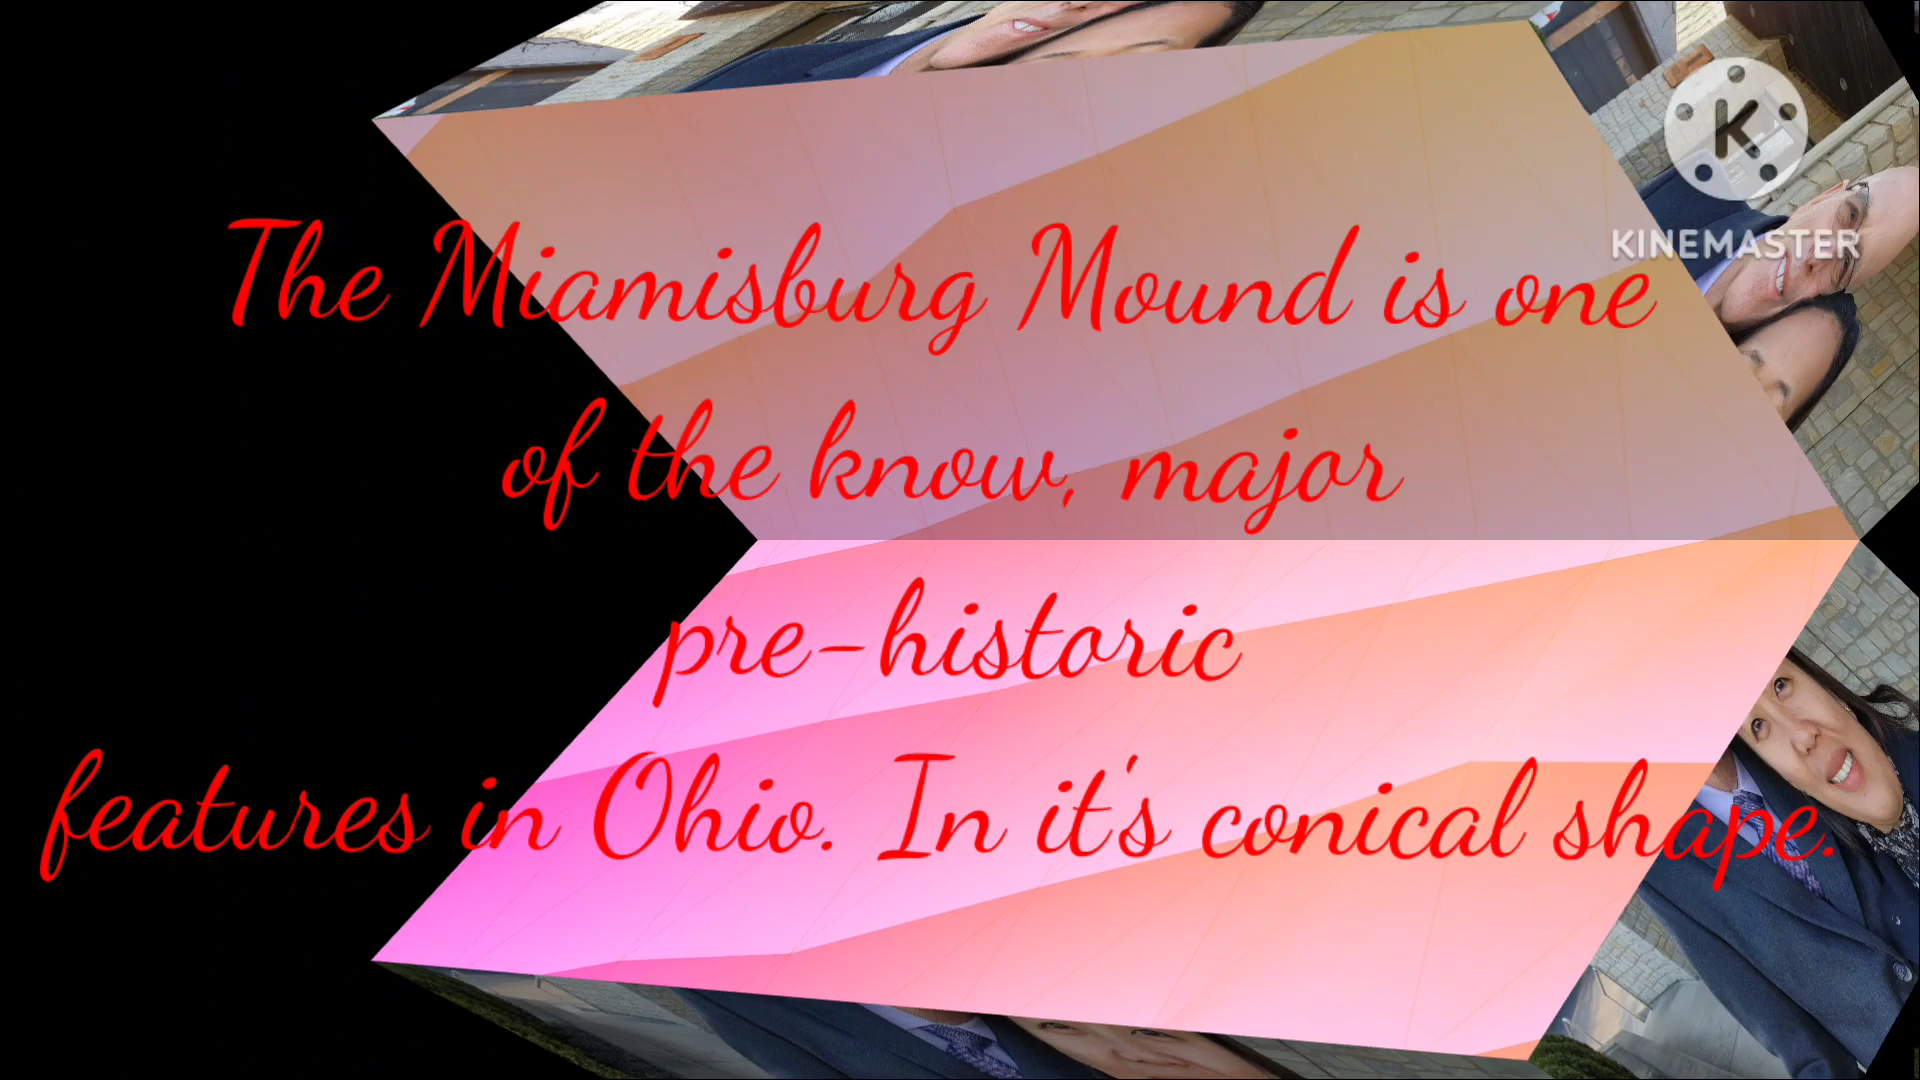 KINEMASTER
The Miamisburg Mound is one
of the know, major
pre-historic
features in Ohio. In it's conical shape.